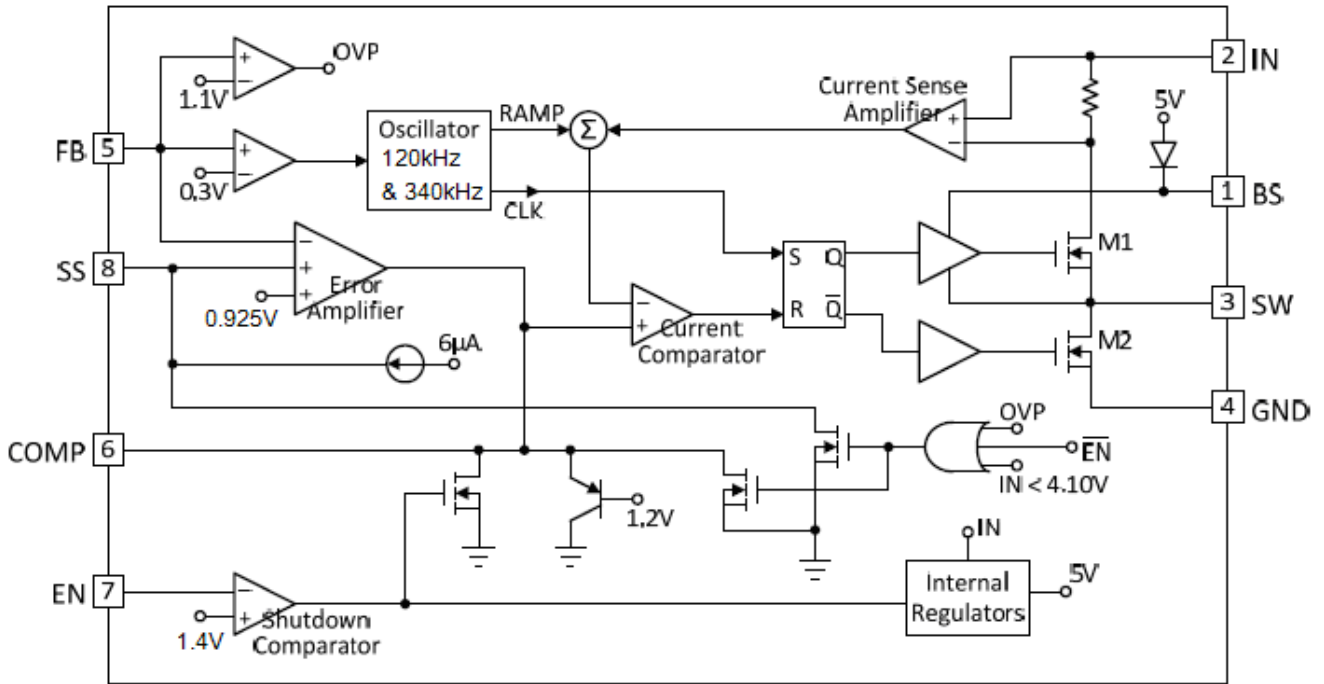 OVP
1.1V
FB 5
0.3V
Oscillator
120kHz
& 340kHz
RAMP
CLK
Σ
Current Sense
Amplifier
2 IN
5V
1 BS
M1
3 SW
M2
4 GND
SS 8
Error
Amplifier
0.925V
6µA
S Q
R Q̅
Current
Comparator
COMP 6
1,2V
OVP
E̅N̅
IN < 4.10V
EN 7
1.4V
Shutdown
Comparator
IN
Internal
Regulators
5V
+
−
+
−
−
+
+
+
−
−
+
−
+